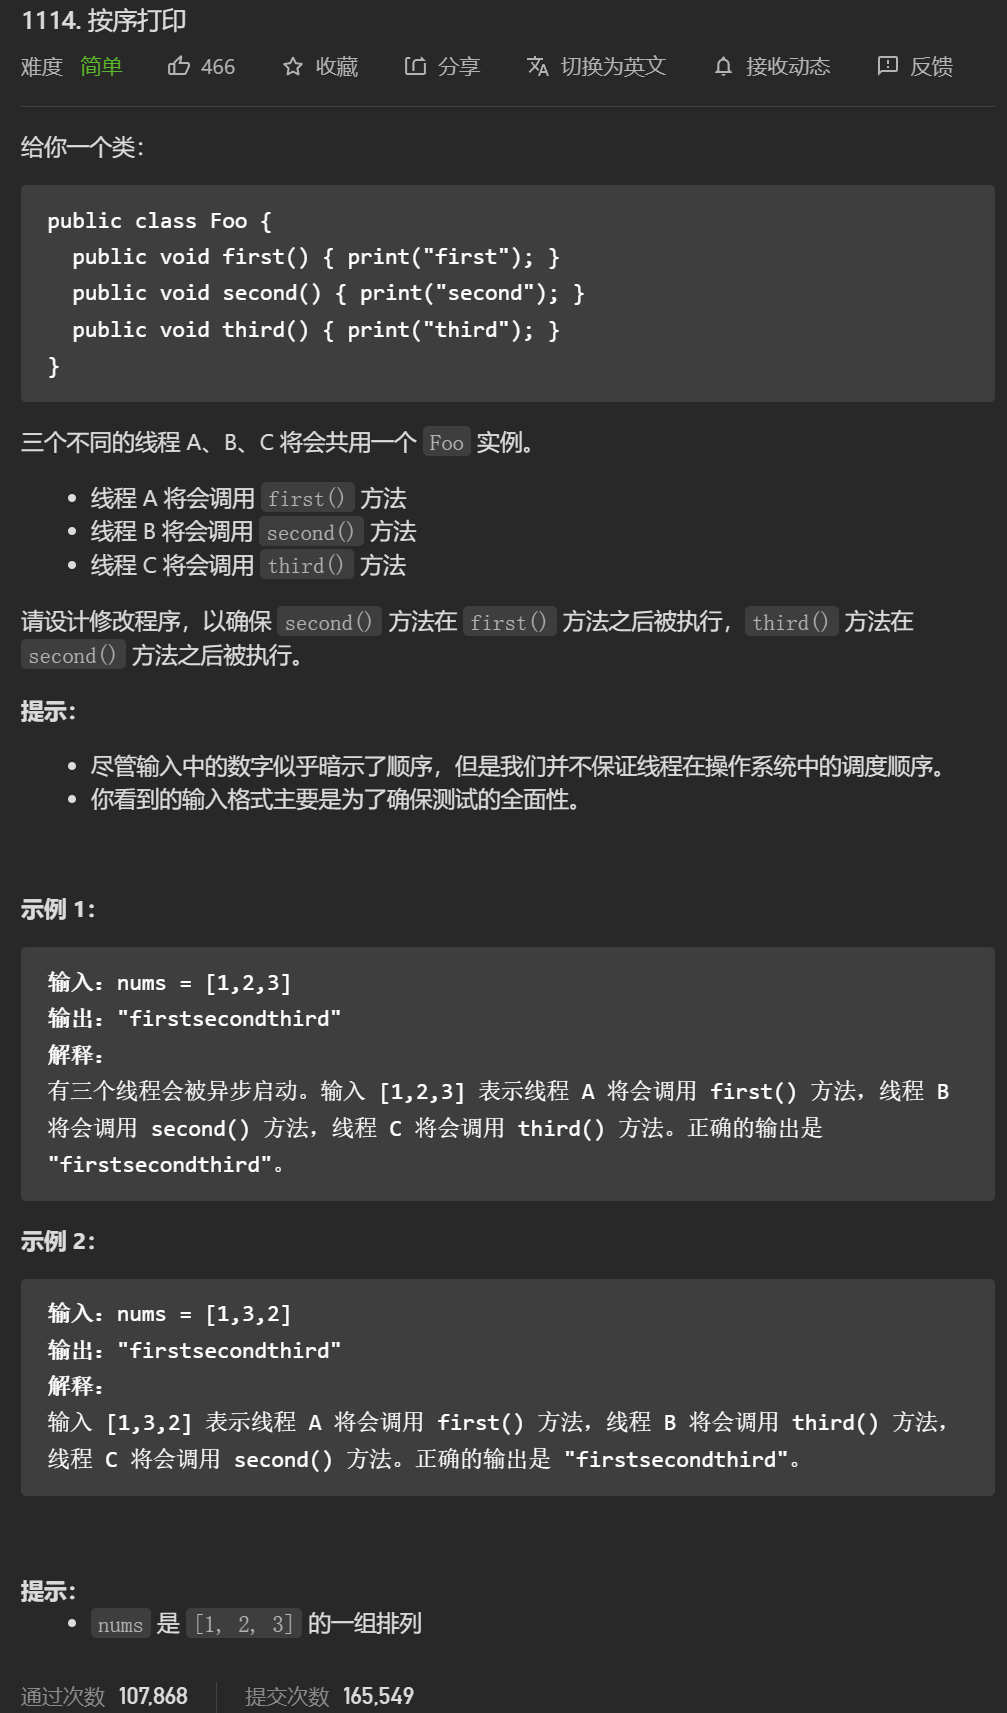 1114. 按序打印
难度 简单 466 收藏 分享 切换为英文 接收动态 反馈
给你一个类：
public class Foo {
  public void first() { print("first"); }
  public void second() { print("second"); }
  public void third() { print("third"); }
}
三个不同的线程 A、B、C 将会共用一个 Foo 实例。
• 线程 A 将会调用 first() 方法
• 线程 B 将会调用 second() 方法
• 线程 C 将会调用 third() 方法
请设计修改程序，以确保 second() 方法在 first() 方法之后被执行，third() 方法在
second() 方法之后被执行。
提示：
• 尽管输入中的数字似乎暗示了顺序，但是我们并不保证线程在操作系统中的调度顺序。
• 你看到的输入格式主要是为了确保测试的全面性。
示例 1：
输入：nums = [1,2,3]
输出："firstsecondthird"
解释：
有三个线程会被异步启动。输入 [1,2,3] 表示线程 A 将会调用 first() 方法，线程 B
将会调用 second() 方法，线程 C 将会调用 third() 方法。正确的输出是
"firstsecondthird"。
示例 2：
输入：nums = [1,3,2]
输出："firstsecondthird"
解释：
输入 [1,3,2] 表示线程 A 将会调用 first() 方法，线程 B 将会调用 third() 方法，
线程 C 将会调用 second() 方法。正确的输出是 "firstsecondthird"。
提示：
• nums 是 [1, 2, 3] 的一组排列
通过次数 107,868 提交次数 165,549